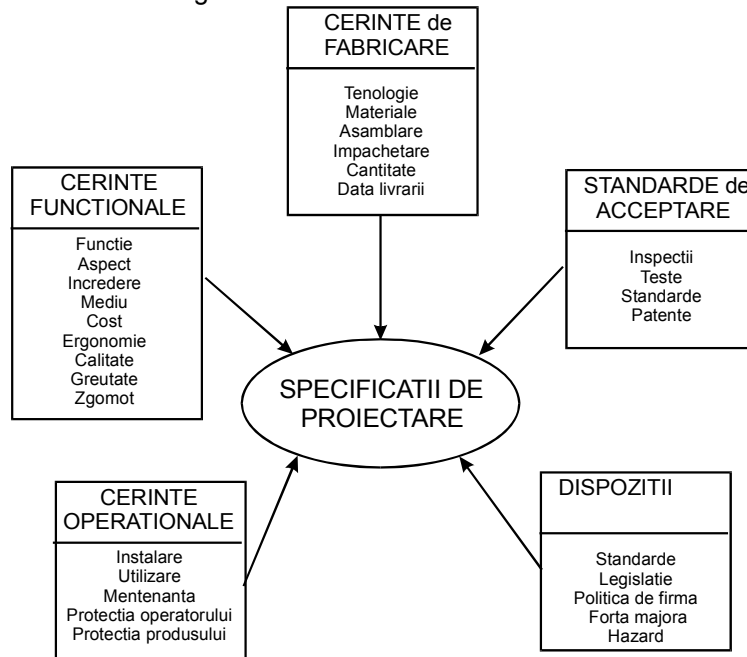 CERINTE de
FABRICARE
Tenologie
Materiale
Asamblare
Impachetare
Cantitate
Data livrarii
CERINTE
FUNCTIONALE
Functie
Aspect
Incredere
Mediu
Cost
Ergonomie
Calitate
Greutate
Zgomot
STANDARDE de
ACCEPTARE
Inspectii
Teste
Standarde
Patente
SPECIFICATII DE
PROIECTARE
CERINTE
OPERATIONALE
Instalare
Utilizare
Mentenanta
Protectia operatorului
Protectia produsului
DISPOZITII
Standarde
Legislatie
Politica de firma
Forta majora
Hazard